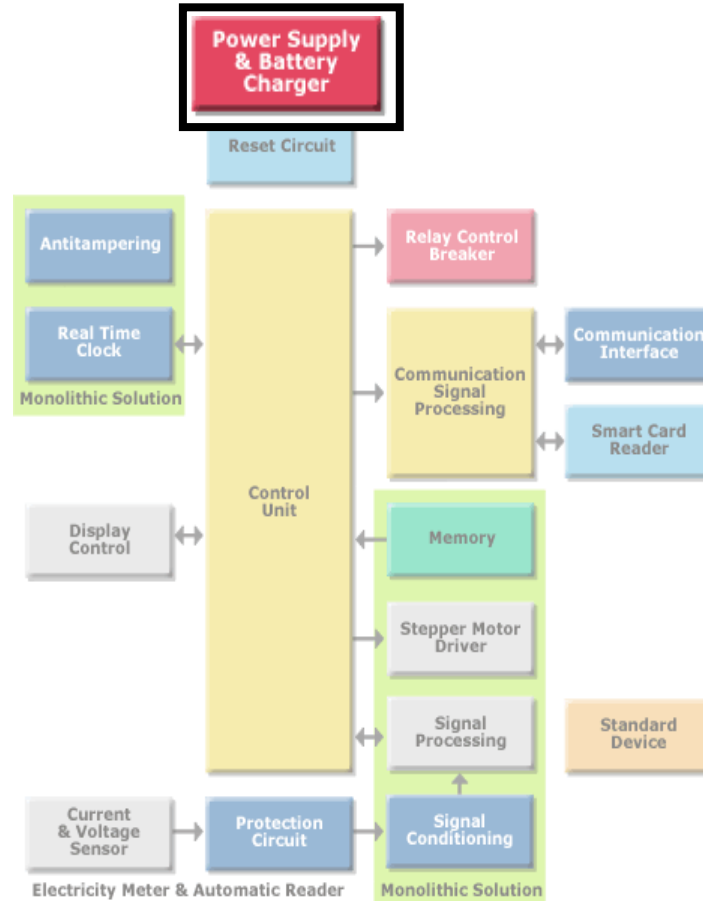 Power Supply
& Battery
Charger
Reset Circuit
Antitampering
Real Time
Clock
Monolithic Solution
Relay Control
Breaker
Communication
Signal
Processing
Communication
Interface
Smart Card
Reader
Control
Unit
Display
Control
Memory
Stepper Motor
Driver
Signal
Processing
Standard
Device
Current
& Voltage
Sensor
Protection
Circuit
Signal
Conditioning
Electricity Meter & Automatic Reader
Monolithic Solution